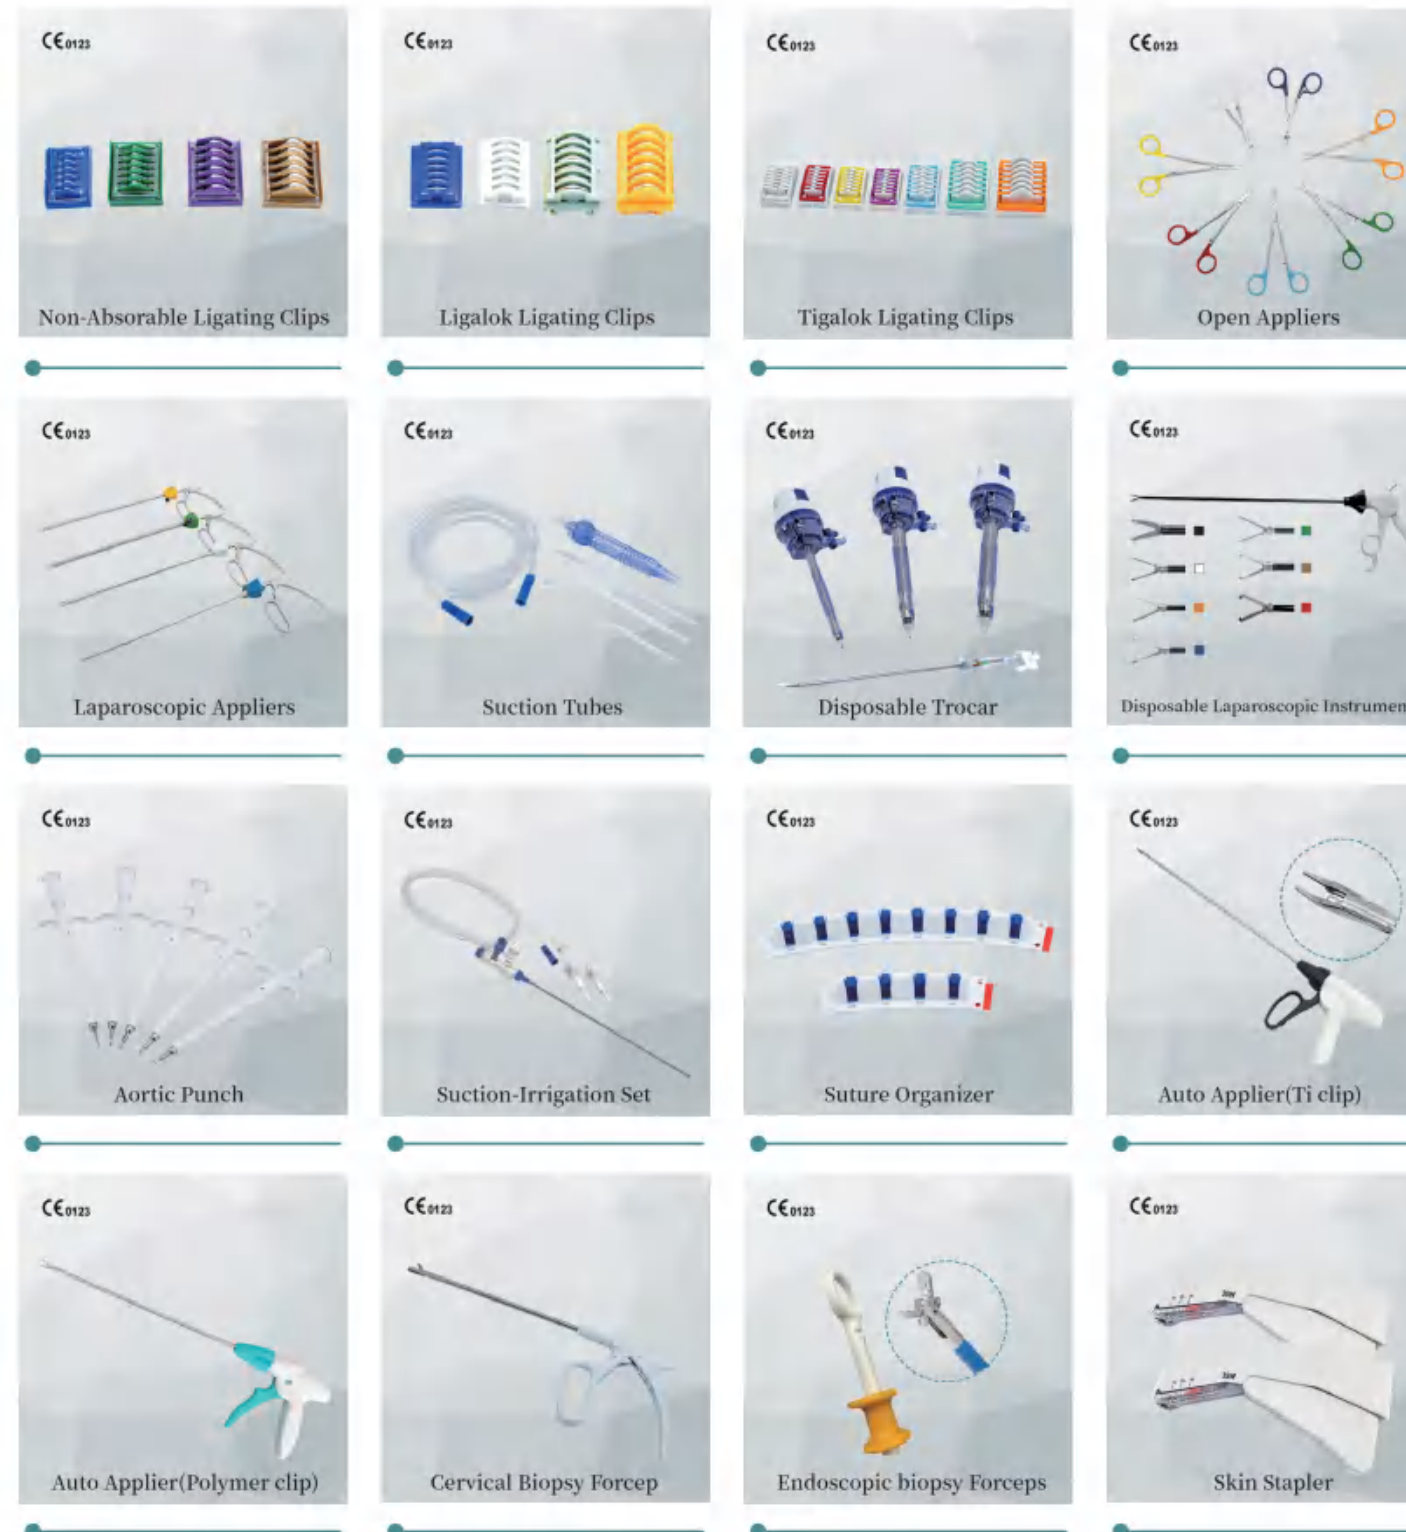 CE0123
CE0123
CE0123
CE0123
Non-Absorable Ligating Clips
Ligalok Ligating Clips
Tigalok Ligating Clips
Open Appliers
CE0123
CE0123
CE0123
CE0123
Laparoscopic Appliers
Suction Tubes
Disposable Trocar
Disposable Laparoscopic Instrumen
CE0123
CE0123
CE0123
CE0123
Aortic Punch
Suction-Irrigation Set
Suture Organizer
Auto Applier(Ti clip)
CE0123
CE0123
CE0123
CE0123
35W
35W
Auto Applier(Polymer clip)
Cervical Biopsy Forcep
Endoscopic biopsy Forceps
Skin Stapler